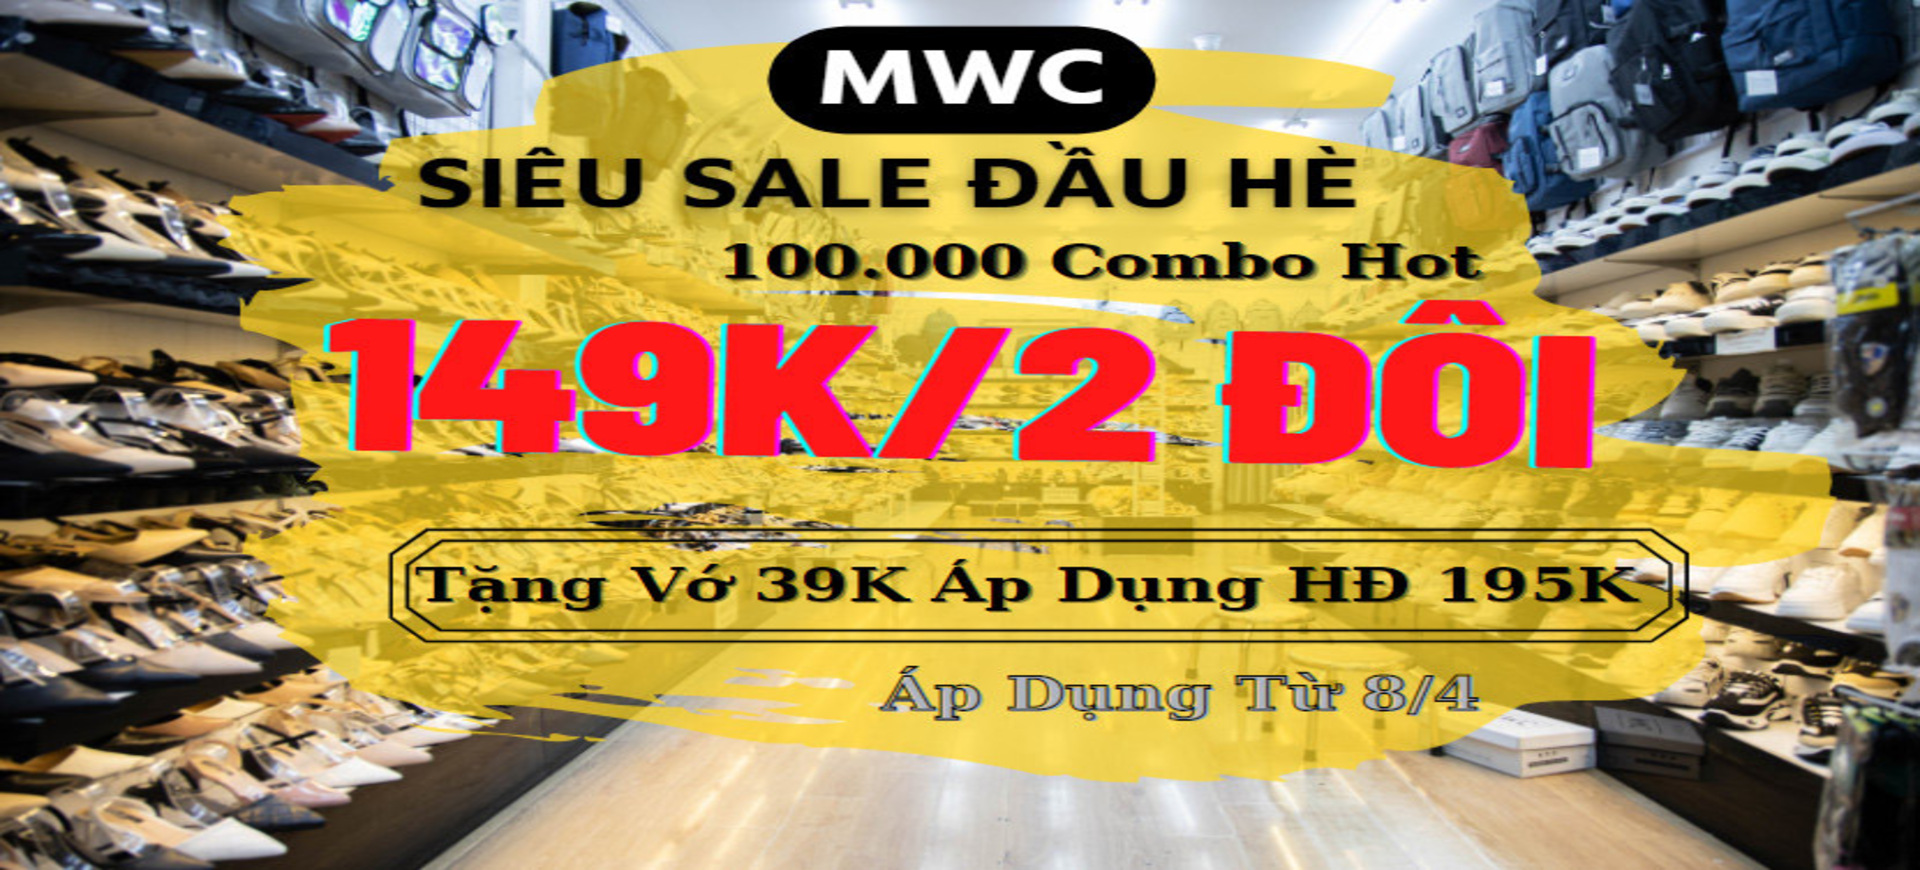 MWC
SIÊU SALE ĐẦU HÈ
100.000 Combo Hot
149K/2 ĐÔI
Tặng Vớ 39K Áp Dụng HĐ 195K
Áp Dụng Từ 8/4